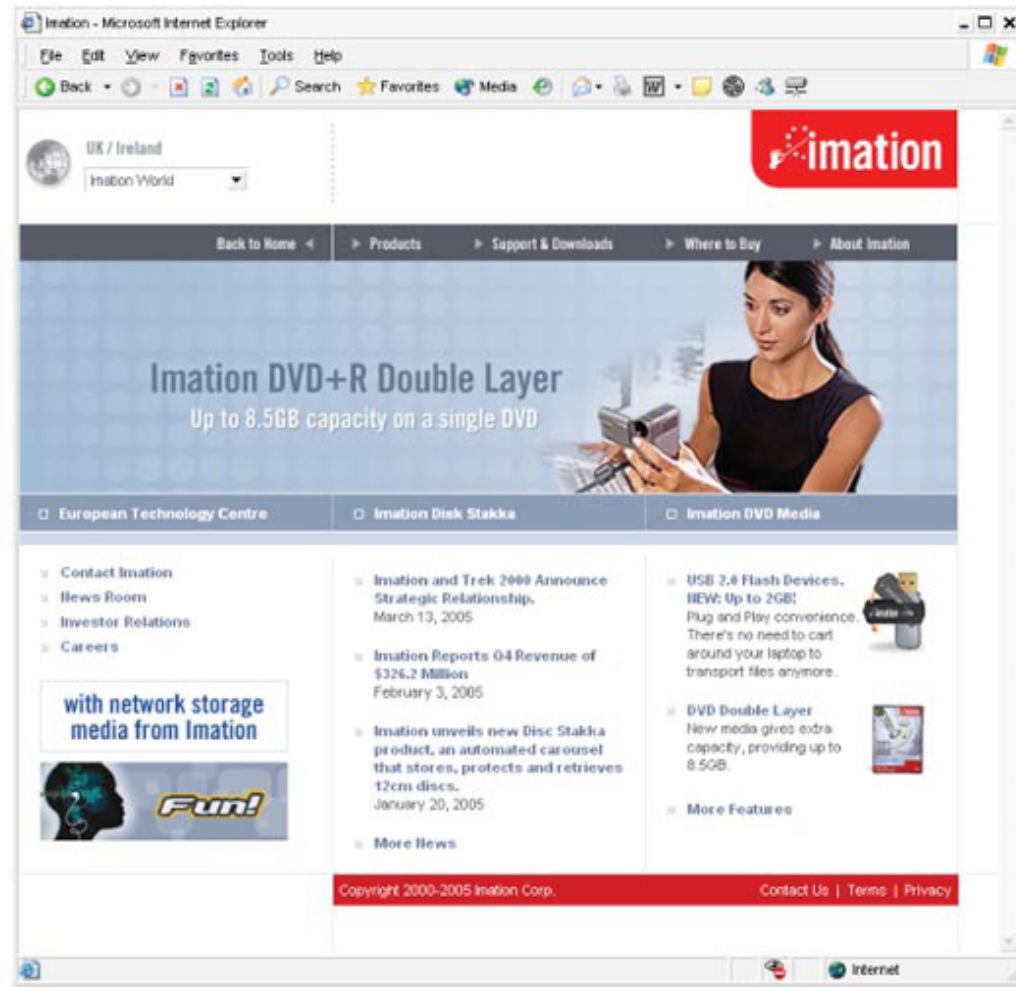 Imation - Microsoft Internet Explorer
File Edit View Favorites Tools Help
Back Search Favorites Media
UK / Ireland
Imation World
imation
Back to Home Products Support & Downloads Where to Buy About Imation
Imation DVD+R Double Layer
Up to 8.5GB capacity on a single DVD
European Technology Centre Imation Disk Stakka Imation DVD Media
Contact Imation
News Room
Investor Relations
Careers
with network storage
media from Imation
Fun!
Imation and Trek 2000 Announce
Strategic Relationship.
March 13, 2005
Imation Reports Q4 Revenue of
$326.2 Million
February 3, 2005
Imation unveils new Disc Stakka
product, an automated carousel
that stores, protects and retrieves
12cm discs.
January 20, 2005
More News
USB 2.0 Flash Devices.
NEW: Up to 2GB!
Plug and Play convenience.
There's no need to cart
around your laptop to
transport files anymore.
imation
DVD Double Layer
New media gives extra
capacity, providing up to
8.5GB.
More Features
Copyright 2000-2005 Imation Corp. Contact Us | Terms | Privacy
Internet